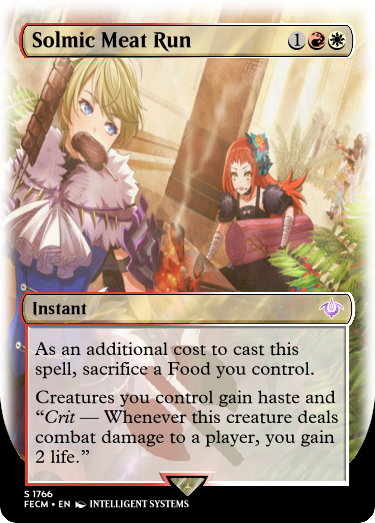 Solmic Meat Run 1
Instant
As an additional cost to cast this
spell, sacrifice a Food you control.
Creatures you control gain haste and
“Crit — Whenever this creature deals
combat damage to a player, you gain
2 life.”
S 1766
FECM • EN INTELLIGENT SYSTEMS